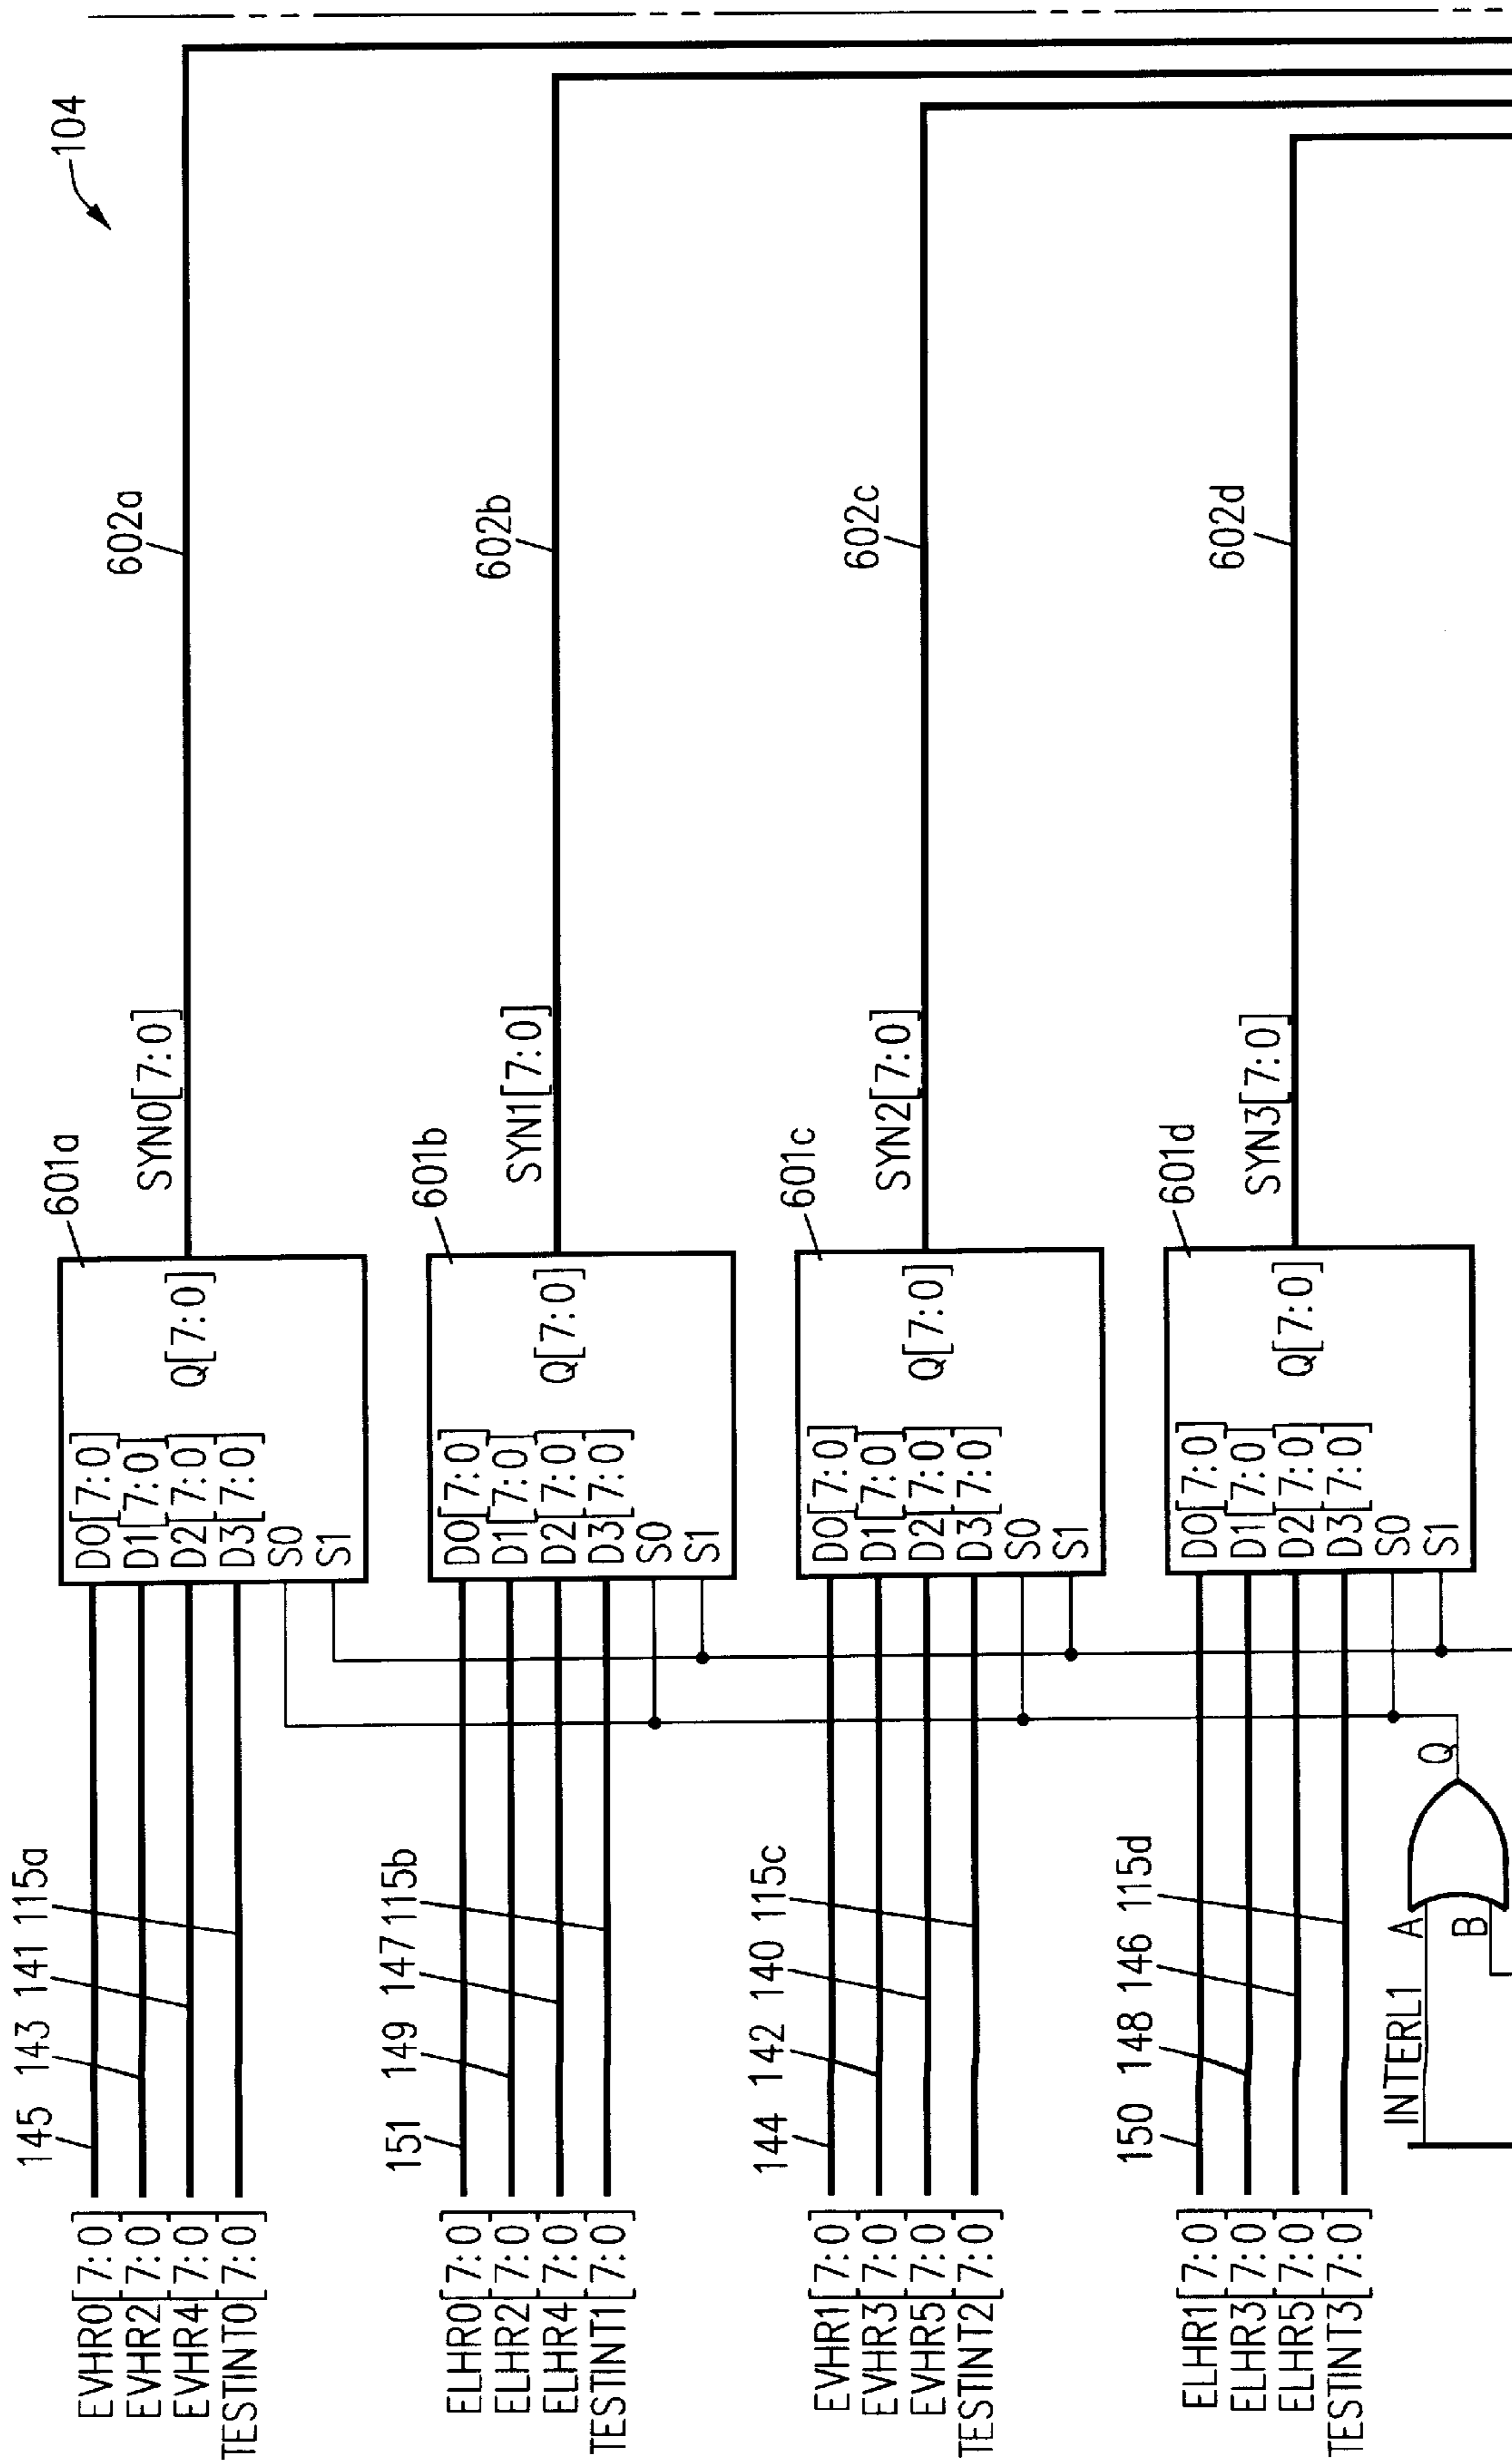 104
145 143 141 115a
EVHR0[7:0]
EVHR2[7:0]
EVHR4[7:0]
TESTINT0[7:0]
D0[7:0]
D1[7:0]
D2[7:0]
D3[7:0]
S0
S1
Q[7:0]
601a
SYN0[7:0]
602a
151 149 147 115b
ELHR0[7:0]
ELHR2[7:0]
ELHR4[7:0]
TESTINT1[7:0]
D0[7:0]
D1[7:0]
D2[7:0]
D3[7:0]
S0
S1
Q[7:0]
601b
SYN1[7:0]
602b
144 142 140 115c
EVHR1[7:0]
EVHR3[7:0]
EVHR5[7:0]
TESTINT2[7:0]
D0[7:0]
D1[7:0]
D2[7:0]
D3[7:0]
S0
S1
Q[7:0]
601c
SYN2[7:0]
602c
150 148 146 115d
ELHR1[7:0]
ELHR3[7:0]
ELHR5[7:0]
TESTINT3[7:0]
D0[7:0]
D1[7:0]
D2[7:0]
D3[7:0]
S0
S1
Q[7:0]
601d
SYN3[7:0]
602d
INTERL1 A
B
Q